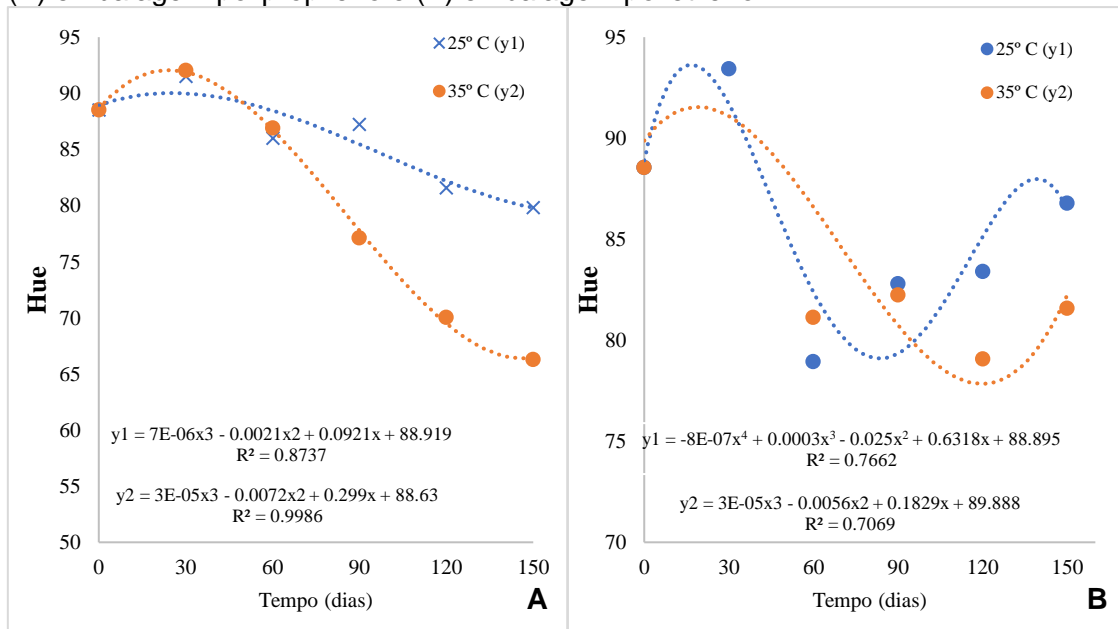 95
90
85
80
75
70
65
60
55
50
Hue
25º C (y1)
35º C (y2)
y1 = 7E-06x3 - 0.0021x2 + 0.0921x + 88.919
R² = 0.8737
y2 = 3E-05x3 - 0.0072x2 + 0.299x + 88.63
R² = 0.9986
0 30 60 90 120 150
Tempo (dias)
A
95
90
85
80
75
70
Hue
25º C (y1)
35º C (y2)
y1 = -8E-07x⁴ + 0.0003x³ - 0.025x² + 0.6318x + 88.895
R² = 0.7662
y2 = 3E-05x3 - 0.0056x2 + 0.1829x + 89.888
R² = 0.7069
0 30 60 90 120 150
Tempo (dias)
B